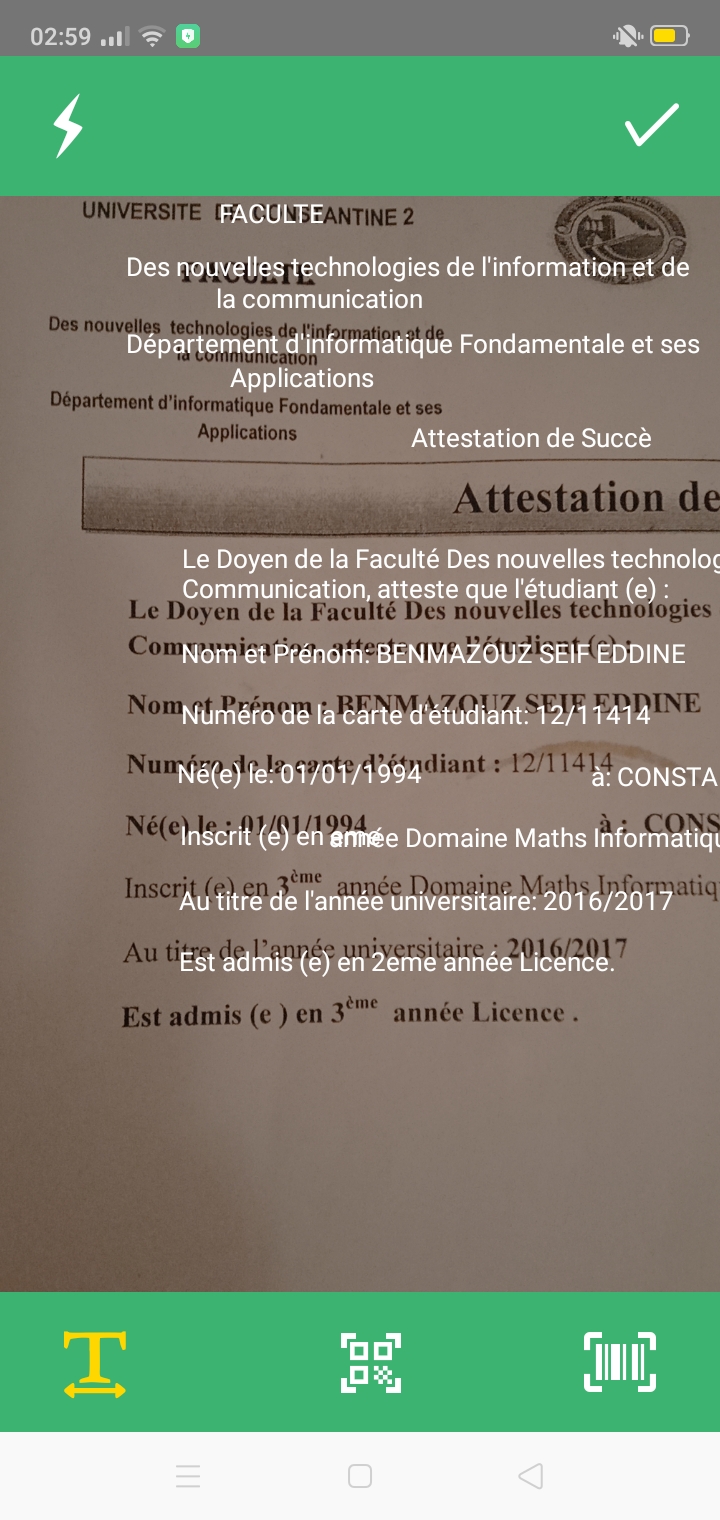 02:59
UNIVERSITE DE CONSTANTINE 2
FACULTE
Des nouvelles technologies de l'information et de
la communication
Département d'informatique Fondamentale et ses
Applications
Attestation de Succè
Le Doyen de la Faculté Des nouvelles technolog
Communication, atteste que l'étudiant (e) :
Nom et Prénom: BENMAZOUZ SEIF EDDINE
Numéro de la carte d'étudiant: 12/11414
Né(e) le: 01/01/1994 à: CONSTA
Inscrit (e) en eme année Domaine Maths Informatiqu
Au titre de l'année universitaire: 2016/2017
Est admis (e) en 2eme année Licence.
FACULTE
Des nouvelles technologies de l'information et de
la communication
Département d'informatique Fondamentale et ses
Applications
Attestation de
Le Doyen de la Faculté Des nouvelles technologies
Communication, atteste que l'étudiant (e) :
Nom et Prénom : BENMAZOUZ SEIF EDDINE
Numéro de la carte d'étudiant : 12/11414
Né(e) le : 01/01/1994 à : CONS
Inscrit (e) en 3ème année Domaine Maths Informatiq
Au titre de l'année universitaire : 2016/2017
Est admis (e ) en 3ème année Licence .
T